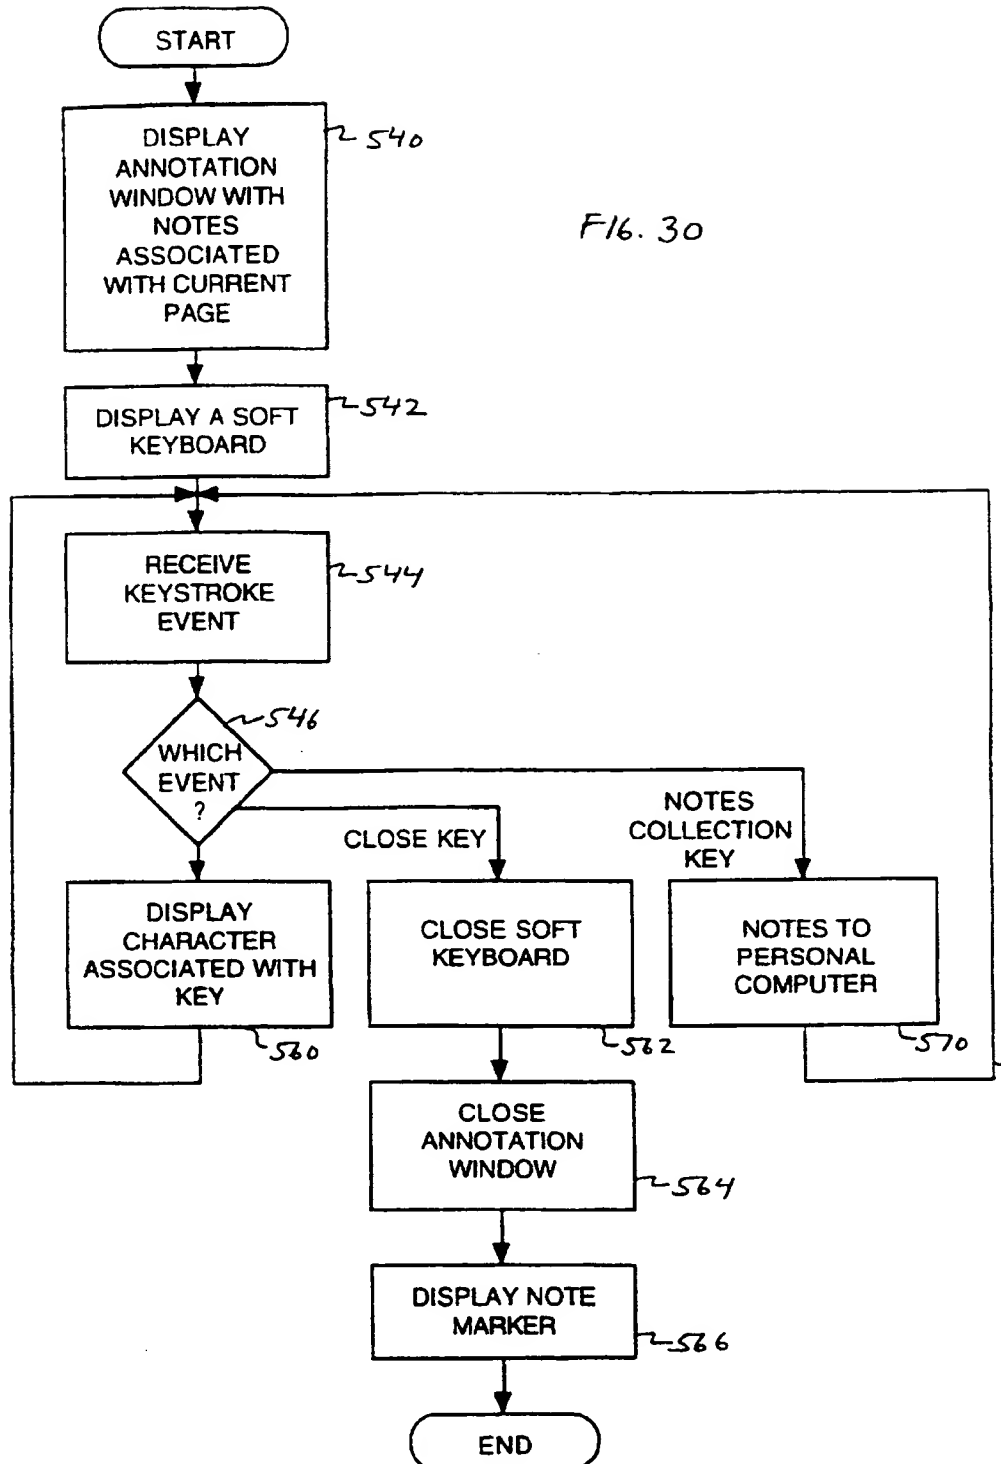 START
DISPLAY
ANNOTATION
WINDOW WITH
NOTES
ASSOCIATED
WITH CURRENT
PAGE
540
FIG. 30
DISPLAY A SOFT
KEYBOARD
542
RECEIVE
KEYSTROKE
EVENT
544
WHICH
EVENT
?
546
CLOSE KEY
NOTES
COLLECTION
KEY
DISPLAY
CHARACTER
ASSOCIATED WITH
KEY
560
CLOSE SOFT
KEYBOARD
562
NOTES TO
PERSONAL
COMPUTER
570
CLOSE
ANNOTATION
WINDOW
564
DISPLAY NOTE
MARKER
566
END